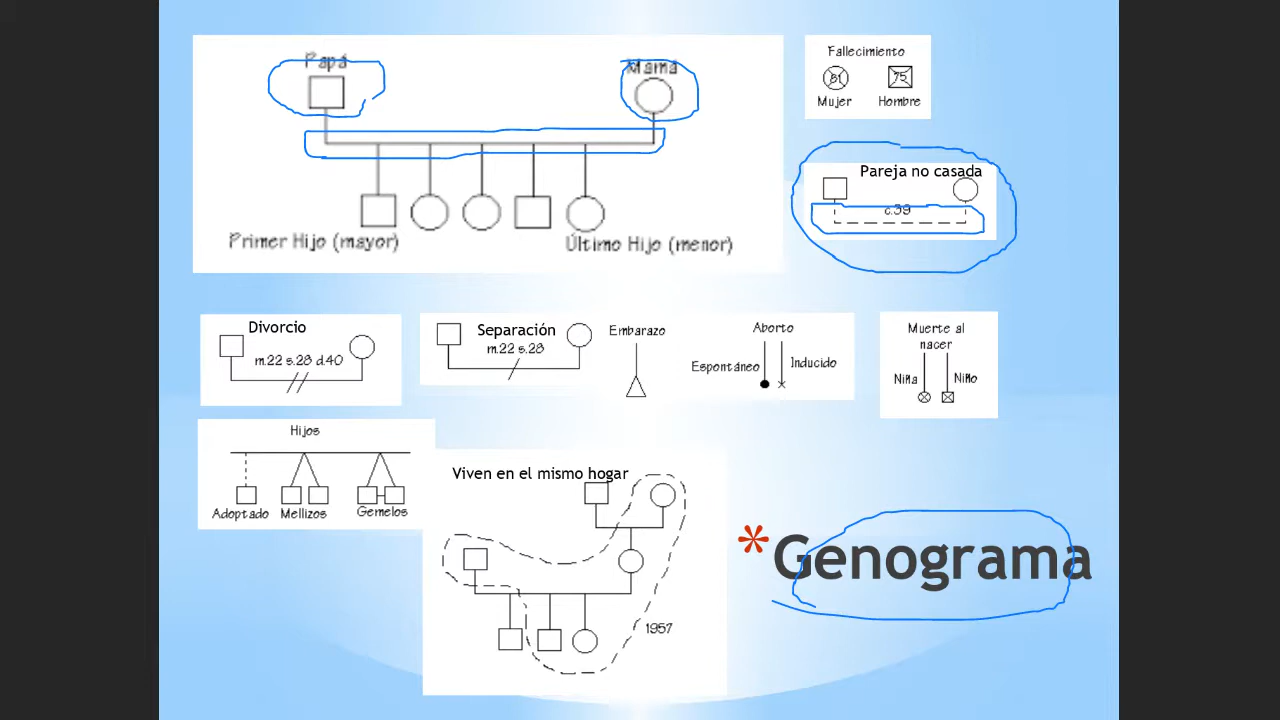 Papá
Mamá
Primer Hijo (mayor)
Último Hijo (menor)
Fallecimiento
81
75
Mujer
Hombre
Pareja no casada
c.39
Divorcio
m.22 s.28 d.40
Separación
m.22 s.28
Embarazo
Aborto
Espontáneo
Inducido
Muerte al
nacer
Niña
Niño
Hijos
Adoptado
Mellizos
Gemelos
Viven en el mismo hogar
1957
*Genograma